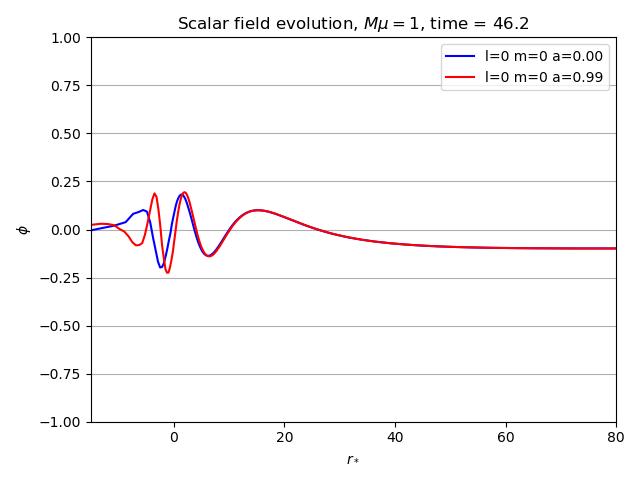 Scalar field evolution, Mμ = 1, time = 46.2
l=0 m=0 a=0.00
l=0 m=0 a=0.99
1.00
0.75
0.50
0.25
0.00
−0.25
−0.50
−0.75
−1.00
ϕ
0 20 40 60 80
r*